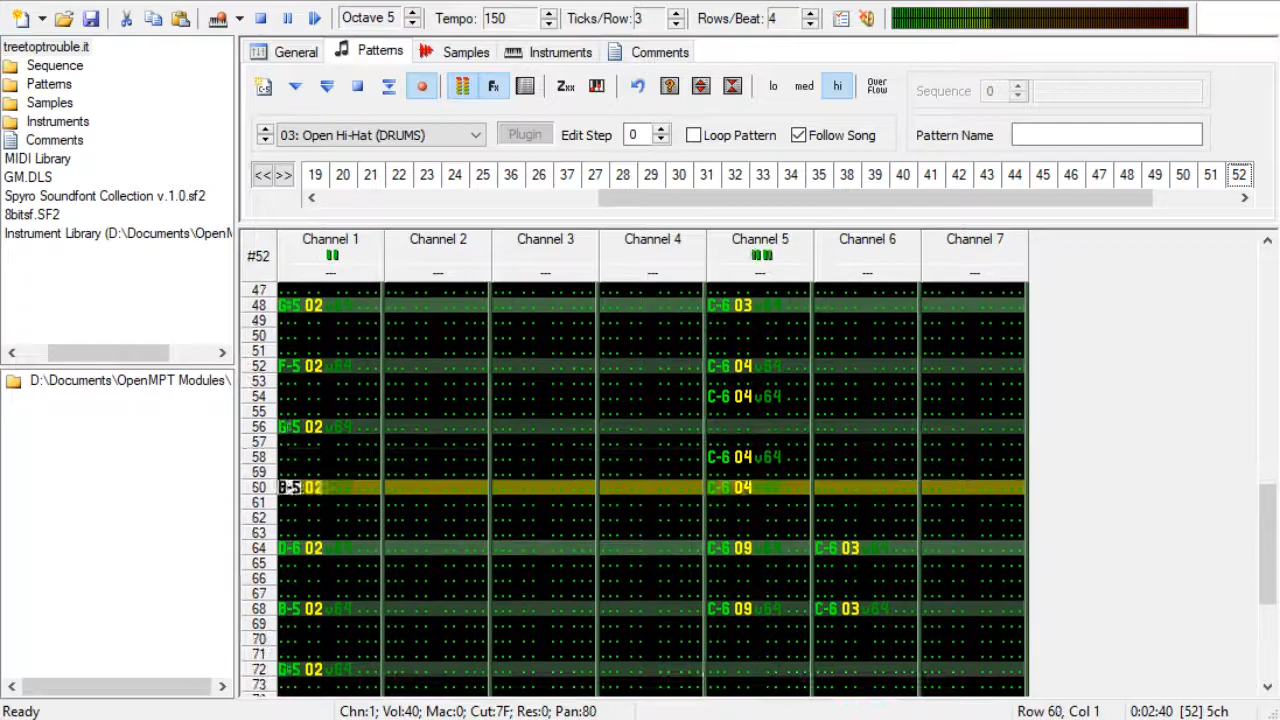 Octave 5 Tempo: 150 Ticks/Row: 3 Rows/Beat: 4
treetoptrouble.it
Sequence
Patterns
Samples
Instruments
Comments
MIDI Library
GM.DLS
Spyro Soundfont Collection v.1.0.sf2
8bitsf.SF2
Instrument Library (D:\Documents\OpenM
D:\Documents\OpenMPT Modules\
General Patterns Samples Instruments Comments
Fx Zxx lo med hi Over Flow Sequence 0
03: Open Hi-Hat (DRUMS) Plugin Edit Step 0 Loop Pattern Follow Song Pattern Name
<< >> 19 20 21 22 23 24 25 36 26 37 27 28 29 30 31 32 33 34 35 38 39 40 41 42 43 44 45 46 47 48 49 50 51 52
#52 Channel 1 Channel 2 Channel 3 Channel 4 Channel 5 Channel 6 Channel 7
--- --- --- --- --- --- ---
47
48 G#5 02 v64 C-6 03
49
50
51
52 F-5 02 v64 C-6 04 v64
53
54 C-6 04 v64
55
56 G#5 02 v64
57
58 C-6 04 v64
59
60 B-5 02 C-6 04
61
62
63
64 D-6 02 C-6 09 C-6 03
65
66
67
68 B-5 02 v64 C-6 09 v64 C-6 03 v64
69
70
71
72 G#5 02 v64
73
Ready Chn:1; Vol:40; Mac:0; Cut:7F; Res:0; Pan:80 Row 60, Col 1 0:02:40 [52] 5ch